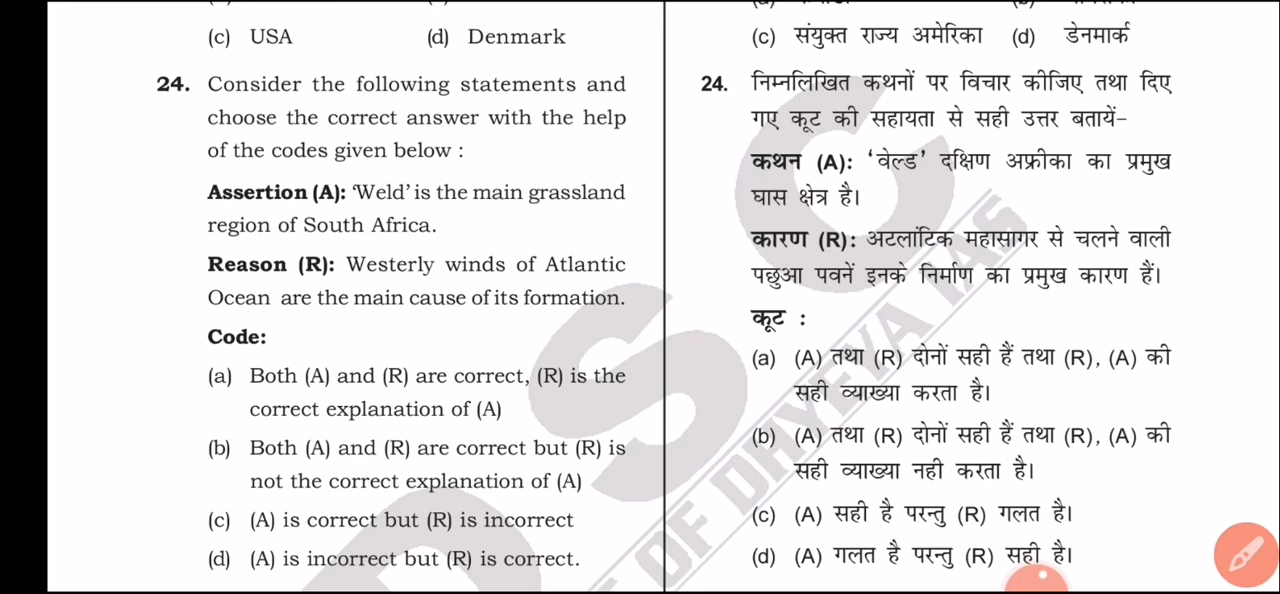 (c) USA (d) Denmark
24. Consider the following statements and
choose the correct answer with the help
of the codes given below :
Assertion (A): 'Weld' is the main grassland
region of South Africa.
Reason (R): Westerly winds of Atlantic
Ocean are the main cause of its formation.
Code:
(a) Both (A) and (R) are correct, (R) is the
correct explanation of (A)
(b) Both (A) and (R) are correct but (R) is
not the correct explanation of (A)
(c) (A) is correct but (R) is incorrect
(d) (A) is incorrect but (R) is correct.
(c) संयुक्त राज्य अमेरिका (d) डेनमार्क
24. निम्नलिखित कथनों पर विचार कीजिए तथा दिए
गए कूट की सहायता से सही उत्तर बतायें-
कथन (A): 'वेल्ड' दक्षिण अफ्रीका का प्रमुख
घास क्षेत्र है।
कारण (R): अटलांटिक महासागर से चलने वाली
पछुआ पवनें इनके निर्माण का प्रमुख कारण हैं।
कूट :
(a) (A) तथा (R) दोनों सही हैं तथा (R), (A) की
सही व्याख्या करता है।
(b) (A) तथा (R) दोनों सही हैं तथा (R), (A) की
सही व्याख्या नही करता है।
(c) (A) सही है परन्तु (R) गलत है।
(d) (A) गलत है परन्तु (R) सही है।
OF DHYEYA IAS